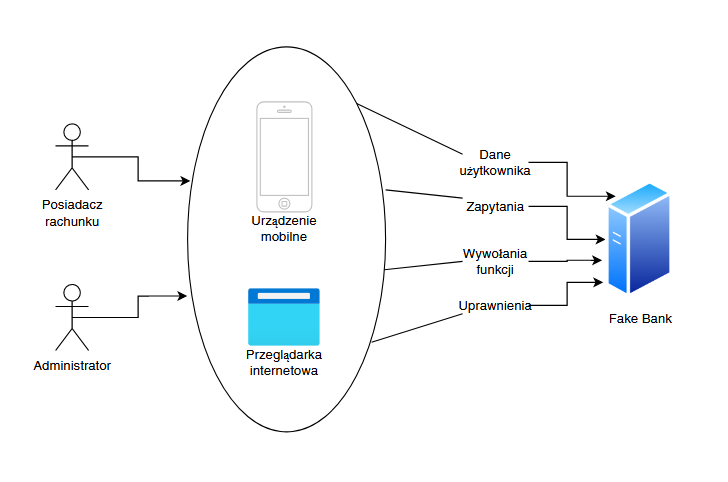 Posiadacz
rachunku
Administrator
Urządzenie
mobilne
Przeglądarka
internetowa
Dane
użytkownika
Zapytania
Wywołania
funkcji
Uprawnienia
Fake Bank